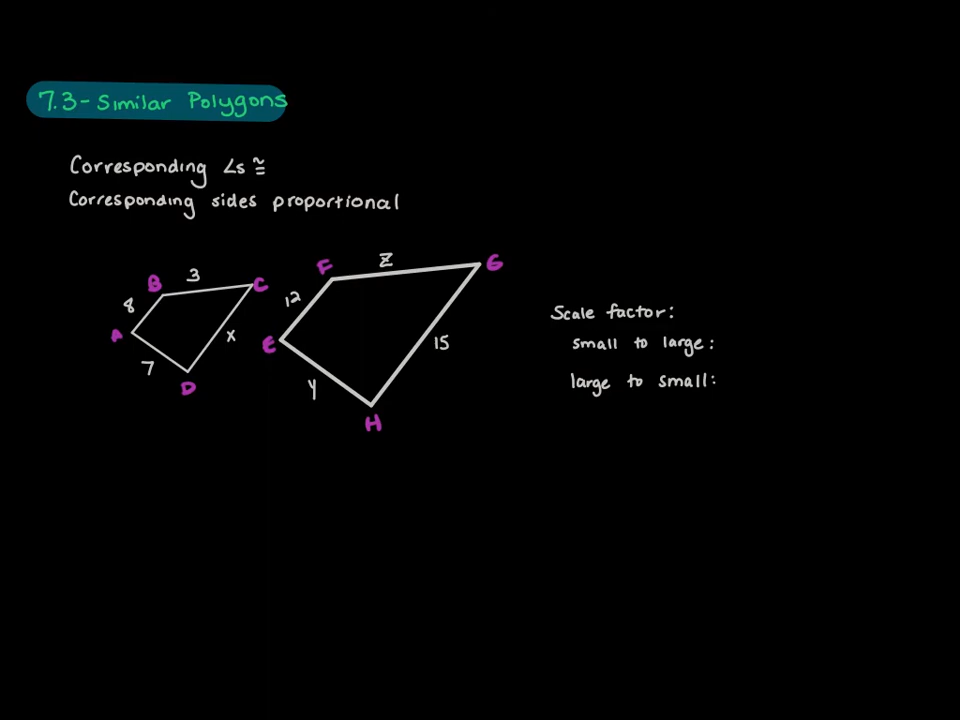 7.3 - Similar Polygons
Corresponding ∠s ≅
Corresponding sides proportional
B 3 C
8
A
7
x
D
F z G
12
E
15
y
H
Scale factor:
small to large:
large to small: